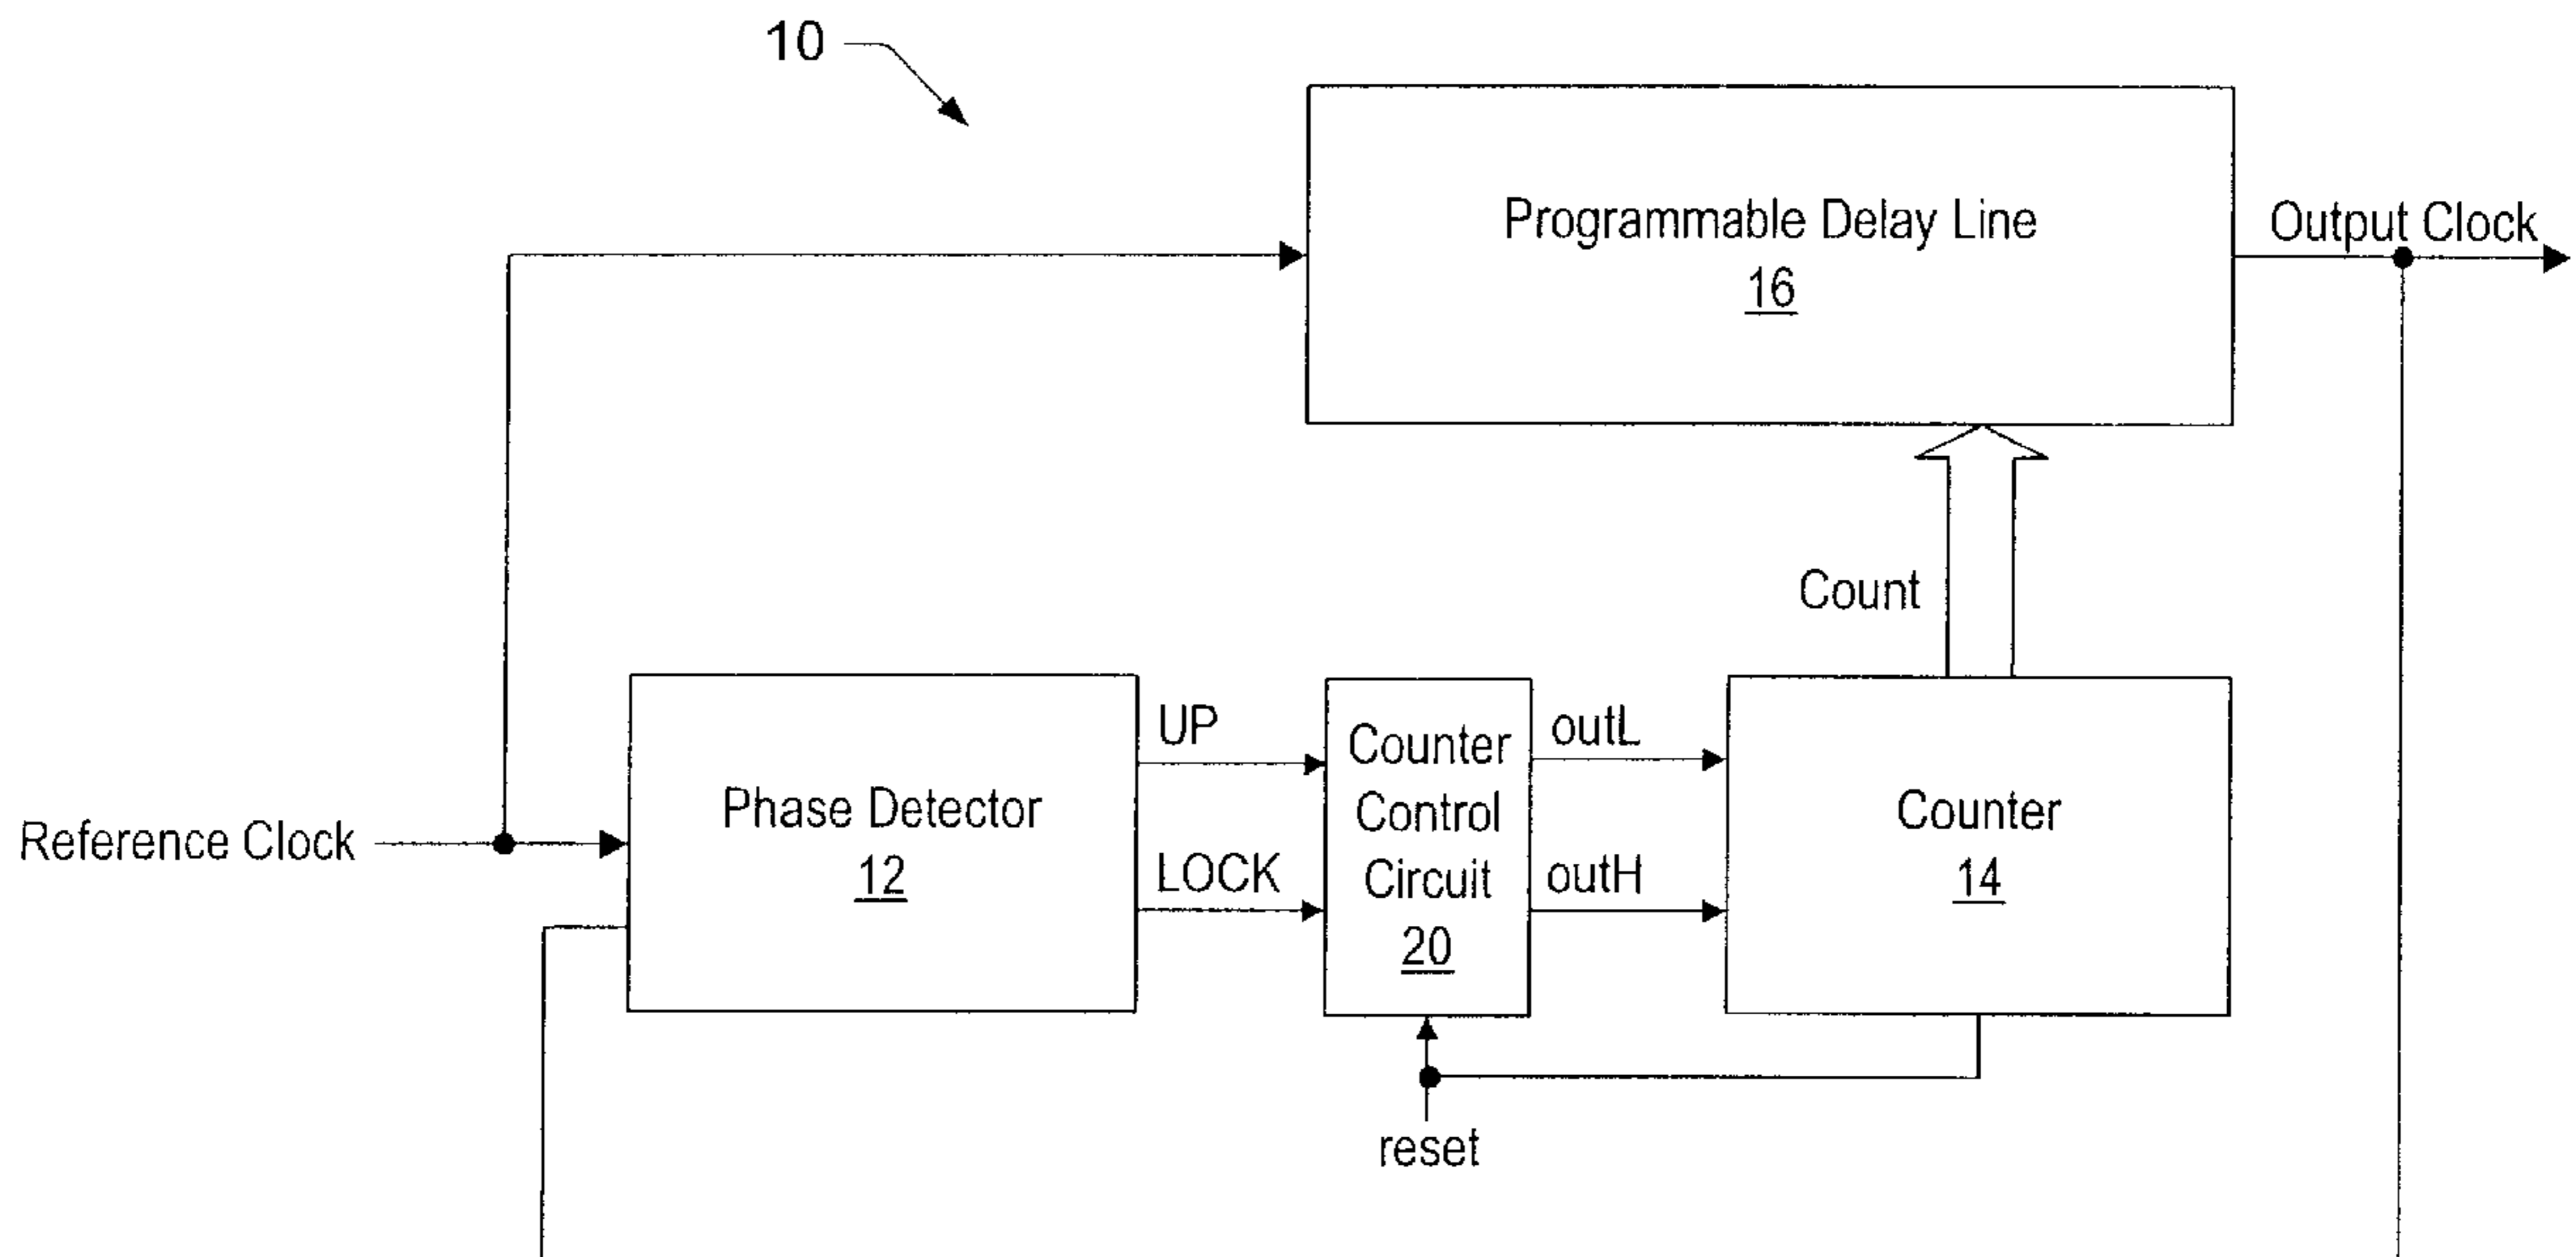 10
Programmable Delay Line
16
Output Clock
Count
Reference Clock
Phase Detector
12
UP
LOCK
Counter
Control
Circuit
20
outL
outH
Counter
14
reset